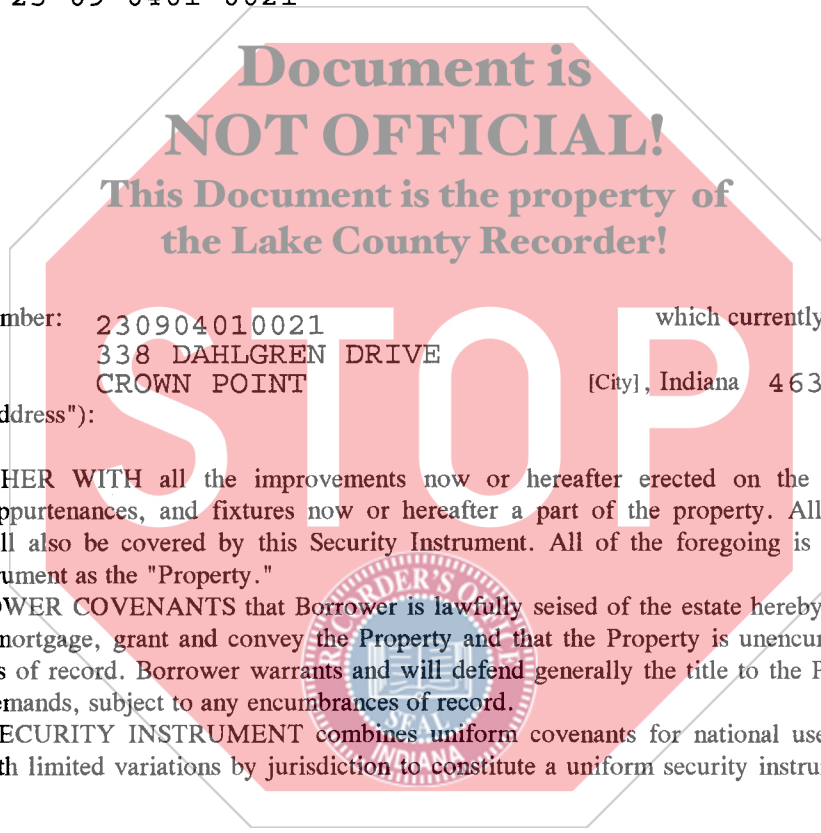 23 09 0401 0021
Document is
NOT OFFICIAL!
This Document is the property of
the Lake County Recorder!
STOP
mber: 230904010021 which currently
338 DAHLGREN DRIVE
CROWN POINT [City], Indiana 463
ddress"):
HER WITH all the improvements now or hereafter erected on the
ppurtenances, and fixtures now or hereafter a part of the property. All
ll also be covered by this Security Instrument. All of the foregoing is
rument as the "Property."
OWER COVENANTS that Borrower is lawfully seised of the estate hereby
mortgage, grant and convey the Property and that the Property is unencu
s of record. Borrower warrants and will defend generally the title to the P
emands, subject to any encumbrances of record.
ECURITY INSTRUMENT combines uniform covenants for national use
th limited variations by jurisdiction to constitute a uniform security instru
RECORDER'S OFFICE
SEAL
INDIANA